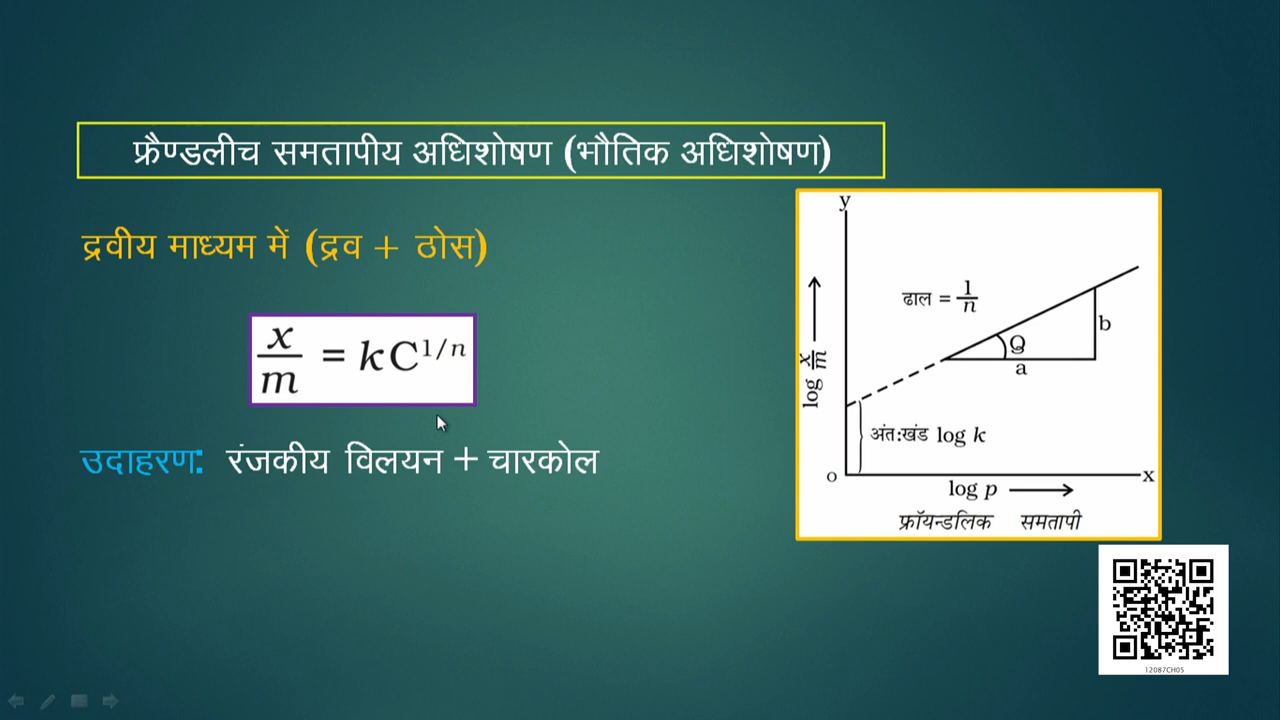 फ्रैण्डलीच समतापीय अधिशोषण (भौतिक अधिशोषण)
द्रवीय माध्यम में (द्रव + ठोस)
x/m = kC^1/n
उदाहरण: रंजकीय विलयन + चारकोल
y
ढाल = 1/n
b
Q
a
log x/m
अंत:खंड log k
o
x
log p
फ्रॉयन्डलिक समतापी
12087CH05